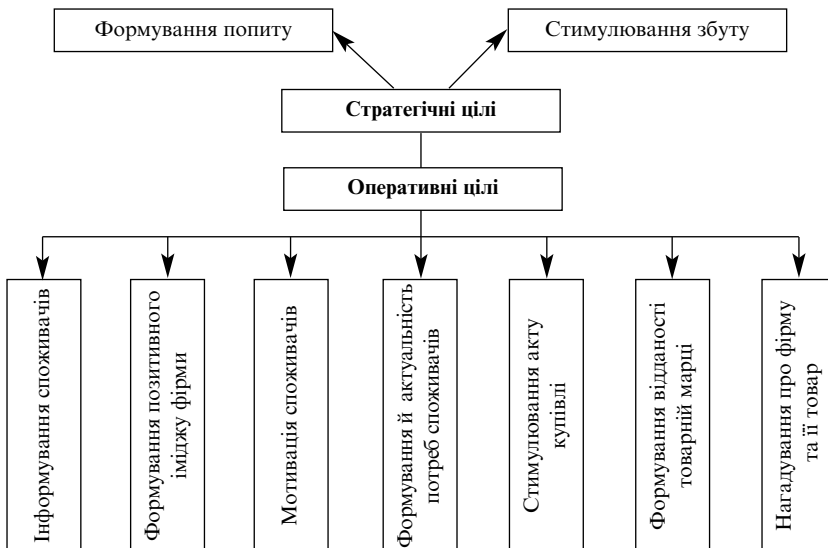 Формування попиту
Стимулювання збуту
Стратегічні цілі
Оперативні цілі
Інформування споживачів
Формування позитивного
іміджу фірми
Мотивація споживачів
Формування й актуальність
потреб споживачів
Стимулювання акту
купівлі
Формування відданості
товарній марці
Нагадування про фірму
та її товар